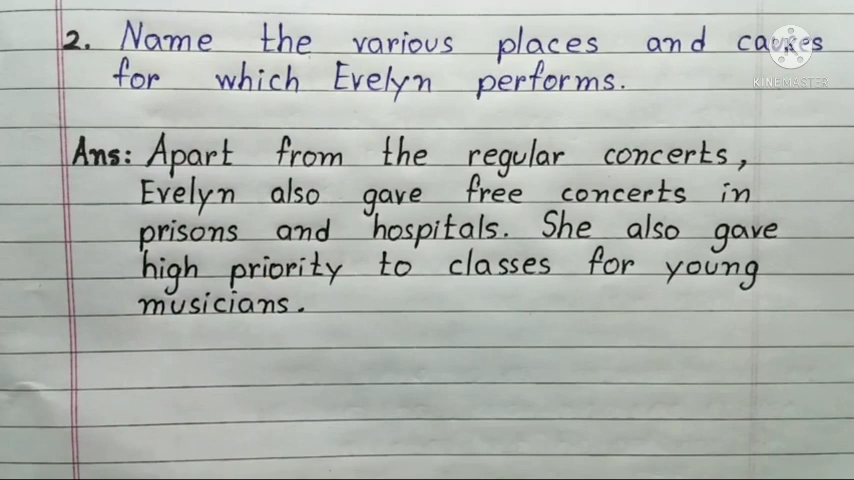 2. Name the various places and causes
for which Evelyn performs.
KINEMASTER
Ans: Apart from the regular concerts,
Evelyn also gave free concerts in
prisons and hospitals. She also gave
high priority to classes for young
musicians.